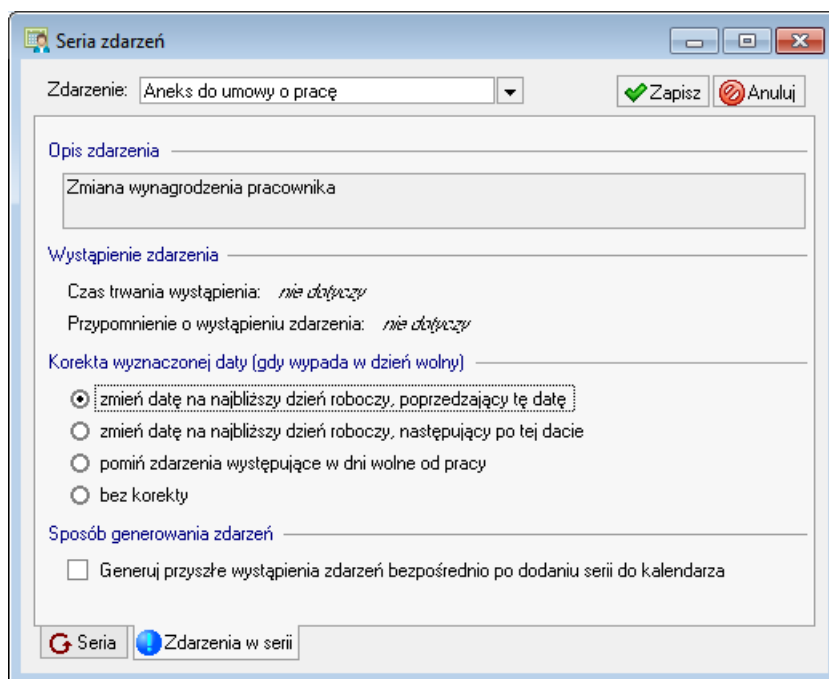 Seria zdarzeń
Zdarzenie: Aneks do umowy o pracę Zapisz Anuluj
Opis zdarzenia
Zmiana wynagrodzenia pracownika
Wystąpienie zdarzenia
Czas trwania wystąpienia: nie dotyczy
Przypomnienie o wystąpieniu zdarzenia: nie dotyczy
Korekta wyznaczonej daty (gdy wypada w dzień wolny)
zmień datę na najbliższy dzień roboczy, poprzedzający tę datę
zmień datę na najbliższy dzień roboczy, następujący po tej dacie
pomiń zdarzenia występujące w dni wolne od pracy
bez korekty
Sposób generowania zdarzeń
Generuj przyszłe wystąpienia zdarzeń bezpośrednio po dodaniu serii do kalendarza
Seria Zdarzenia w serii